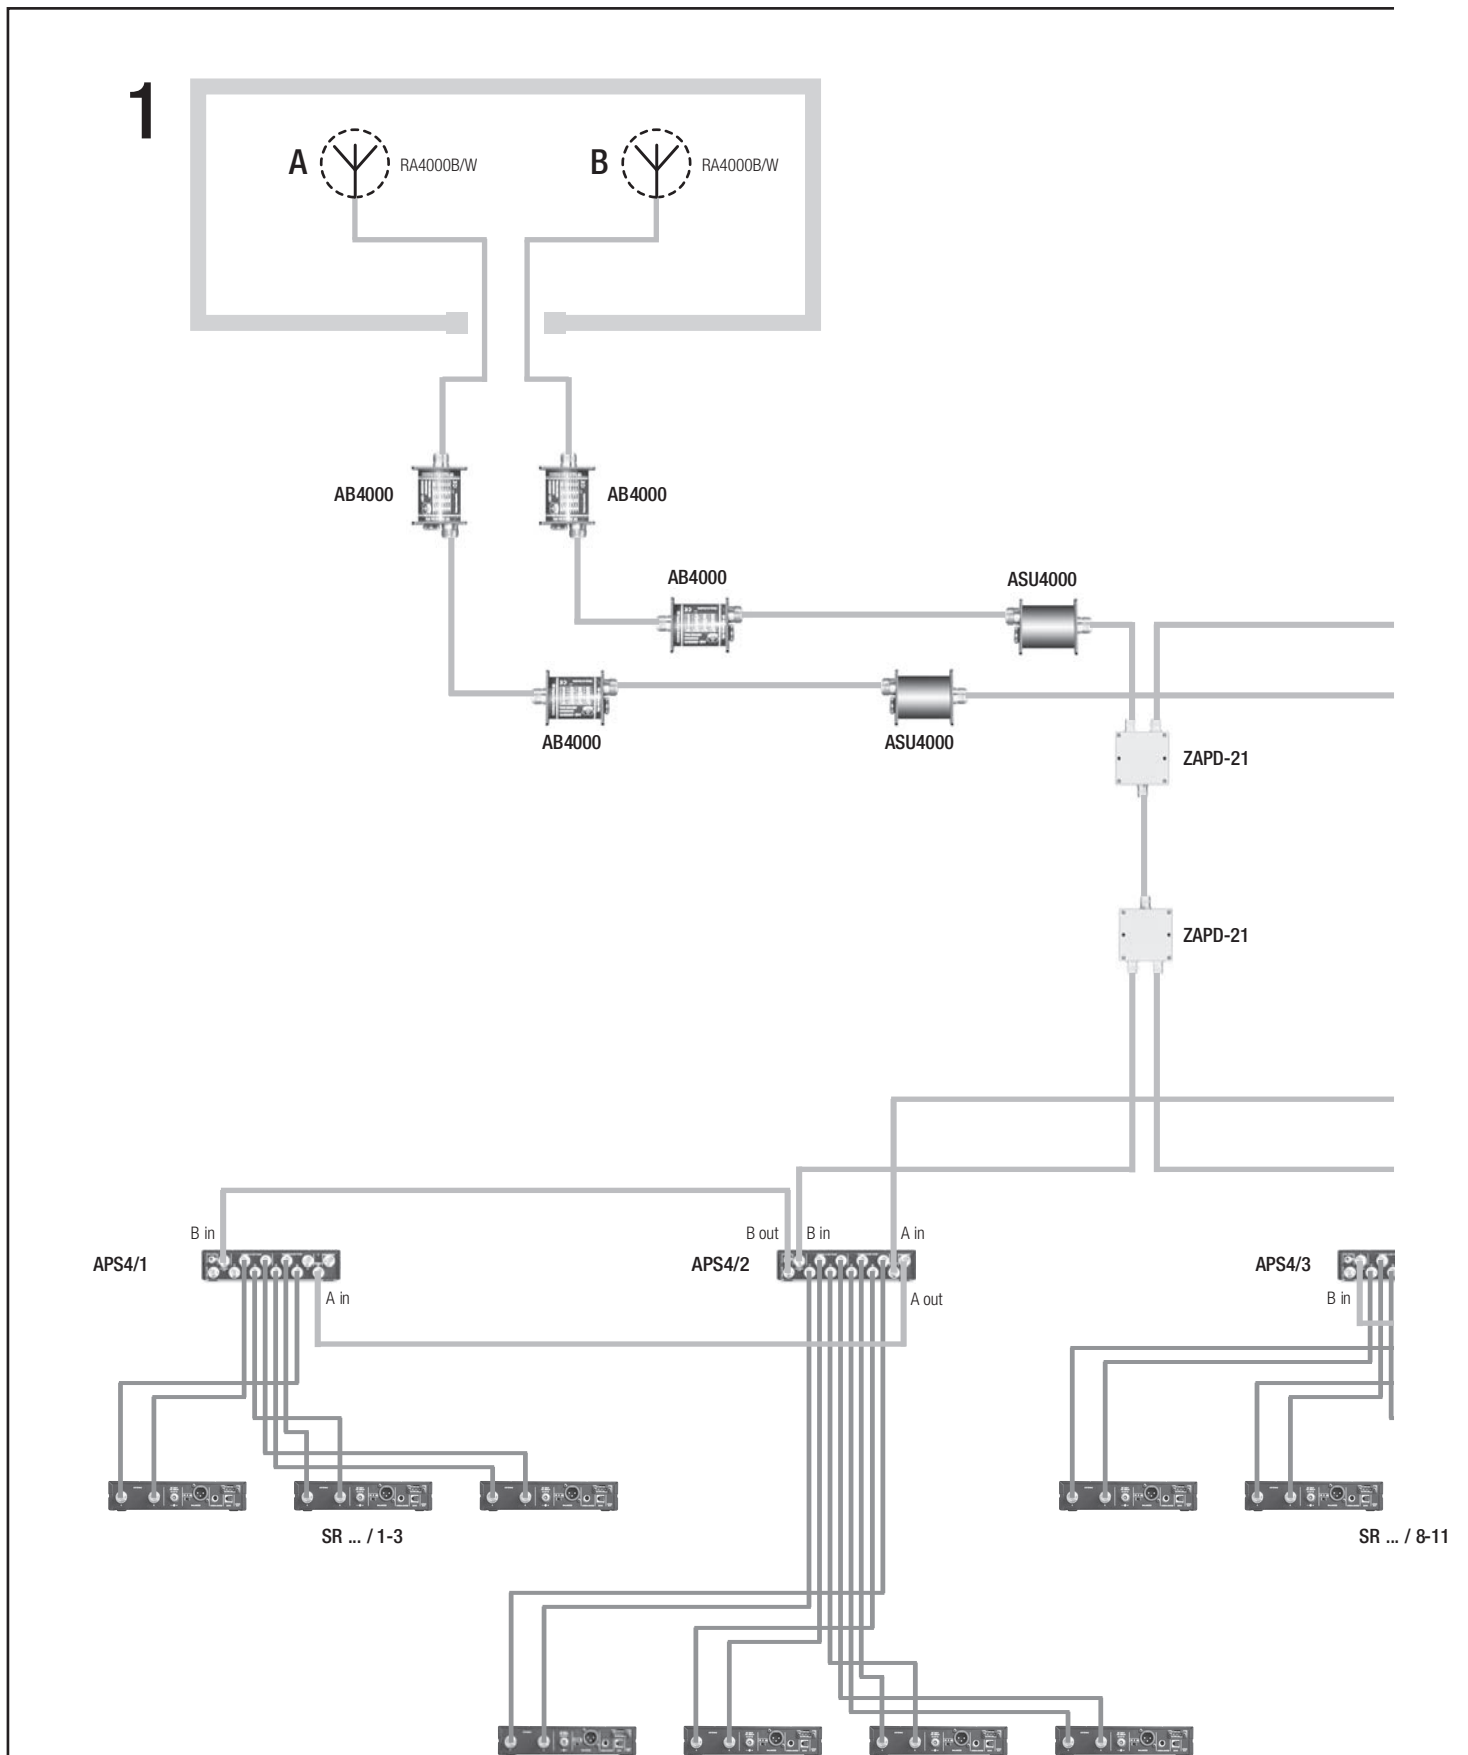 1
A RA4000B/W B RA4000B/W
AB4000 AB4000
AB4000 ASU4000
AB4000 ASU4000
ZAPD-21
ZAPD-21
B in B out B in A in
APS4/1 APS4/2 APS4/3
A in A out B in
SR ... / 1-3 SR ... / 8-11